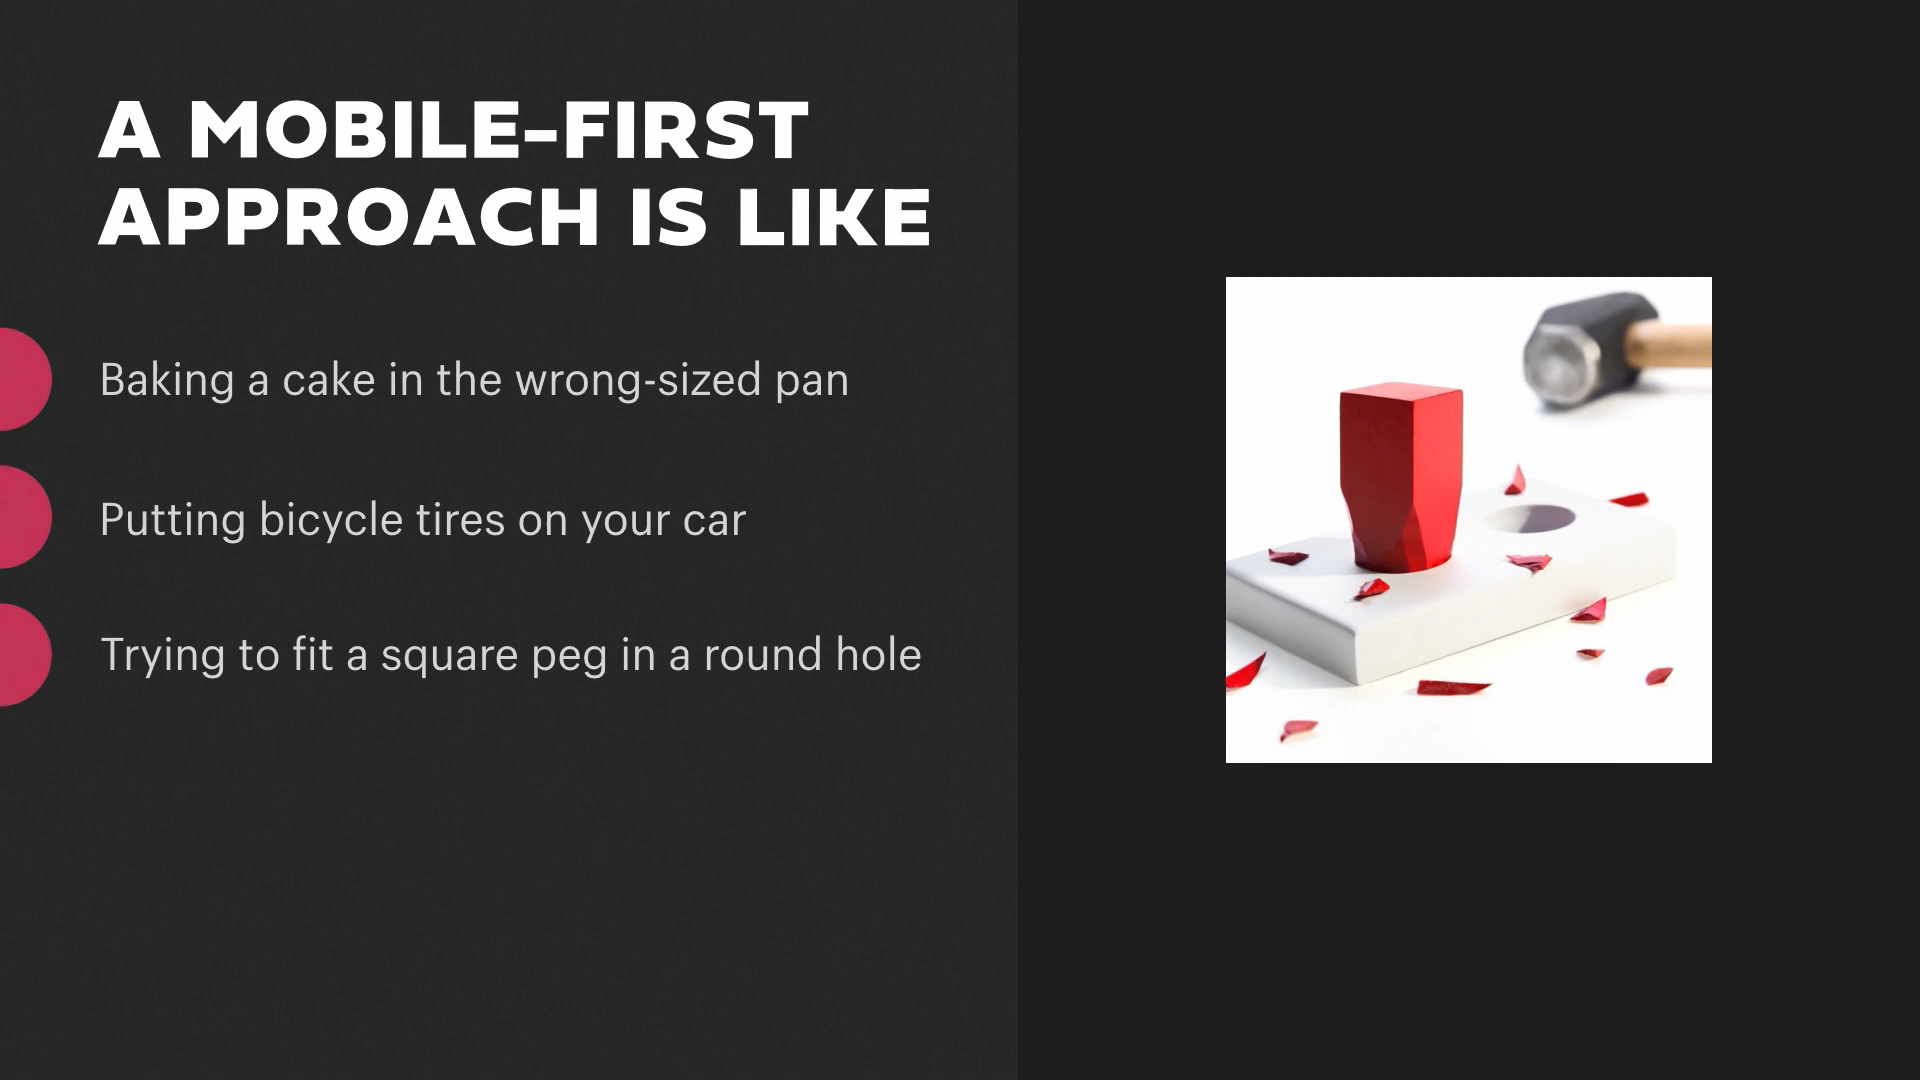 A MOBILE-FIRST
APPROACH IS LIKE
Baking a cake in the wrong-sized pan
Putting bicycle tires on your car
Trying to fit a square peg in a round hole